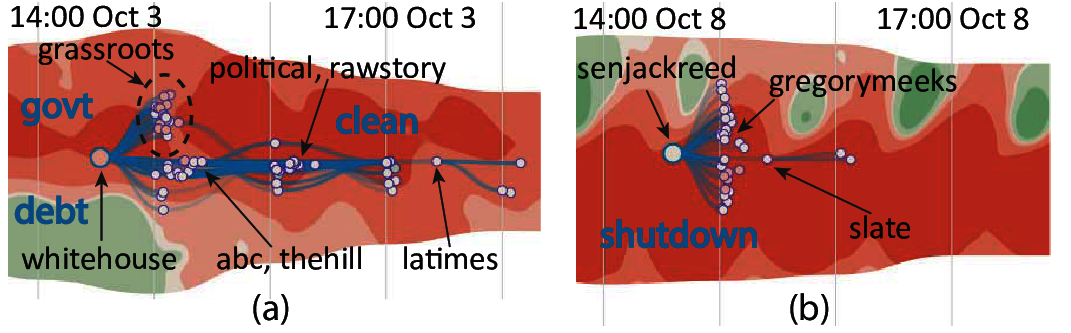 14:00 Oct 3
17:00 Oct 3
grassroots
political, rawstory
govt
clean
debt
whitehouse
abc, thehill
latimes
(a)
14:00 Oct 8
17:00 Oct 8
senjackreed
gregorymeeks
shutdown
slate
(b)